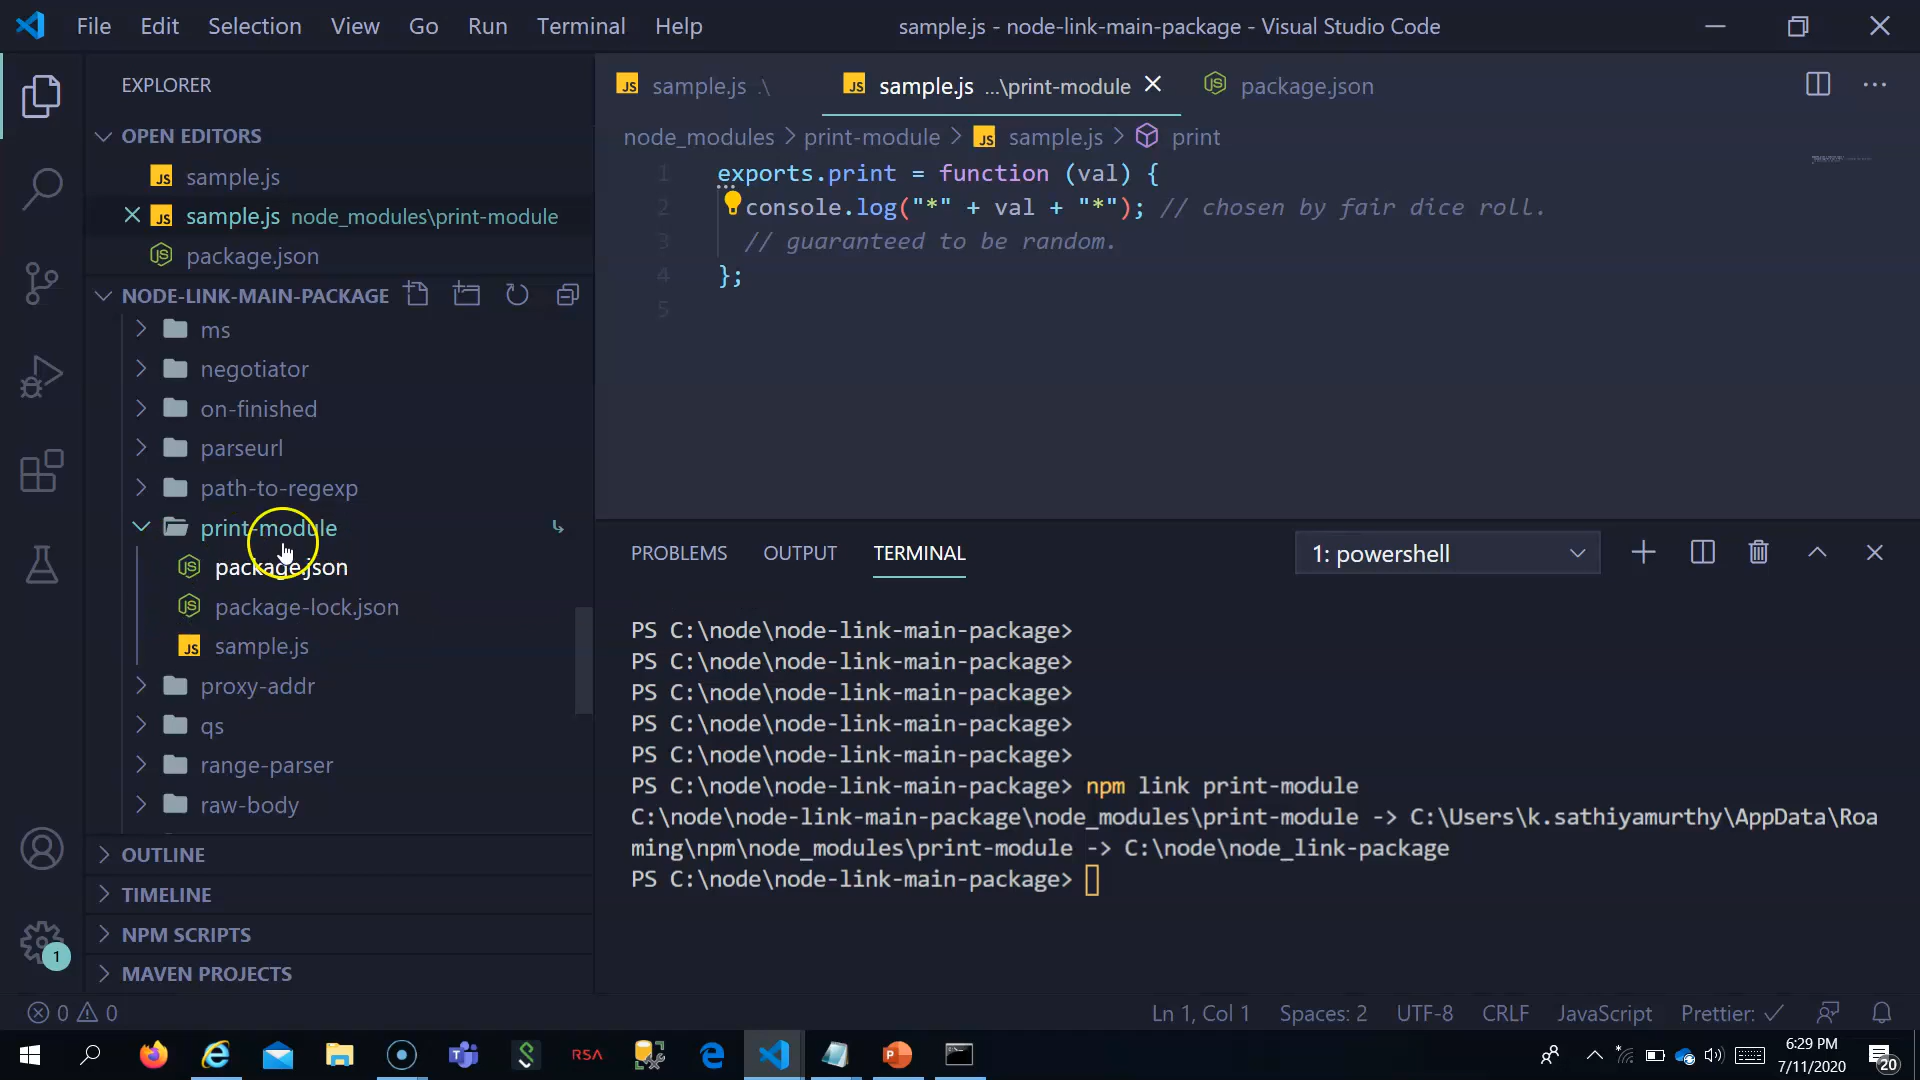 File Edit Selection View Go Run Terminal Help
sample.js - node-link-main-package - Visual Studio Code
EXPLORER
OPEN EDITORS
JS sample.js
JS sample.js node_modules\print-module
package.json
NODE-LINK-MAIN-PACKAGE
ms
negotiator
on-finished
parseurl
path-to-regexp
print-module
package.json
package-lock.json
JS sample.js
proxy-addr
qs
range-parser
raw-body
OUTLINE
TIMELINE
NPM SCRIPTS
MAVEN PROJECTS
1
JS sample.js .\
JS sample.js ...\print-module
package.json
node_modules > print-module > JS sample.js > print
1 exports.print = function (val) {
2 console.log("*" + val + "*"); // chosen by fair dice roll.
3 // guaranteed to be random.
4 };
5
PROBLEMS OUTPUT TERMINAL
1: powershell
PS C:\node\node-link-main-package>
PS C:\node\node-link-main-package>
PS C:\node\node-link-main-package>
PS C:\node\node-link-main-package>
PS C:\node\node-link-main-package>
PS C:\node\node-link-main-package> npm link print-module
C:\node\node-link-main-package\node_modules\print-module -> C:\Users\k.sathiyamurthy\AppData\Roa
ming\npm\node_modules\print-module -> C:\node\node_link-package
PS C:\node\node-link-main-package>
0 0
Ln 1, Col 1 Spaces: 2 UTF-8 CRLF JavaScript Prettier: ✓
RSA
6:29 PM
7/11/2020
20